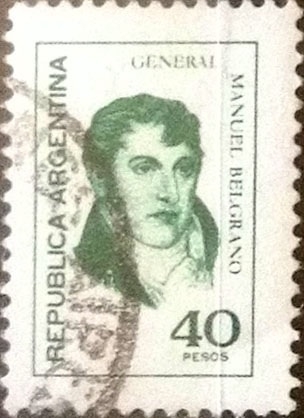 GENERAL
MANUEL BELGRANO
REPUBLICA ARGENTINA
40
PESOS